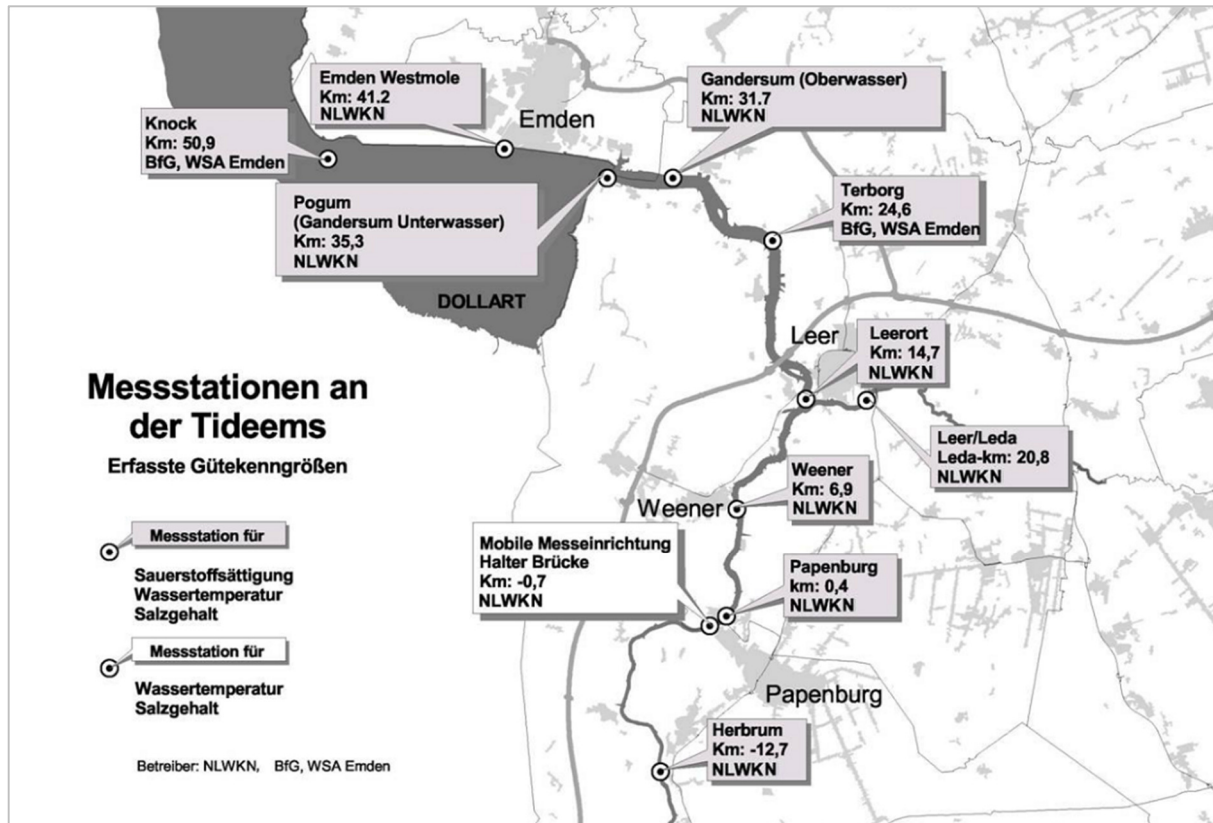 Emden Westmole
Km: 41.2
NLWKN
Gandersum (Oberwasser)
Km: 31.7
NLWKN
Knock
Km: 50,9
BfG, WSA Emden
Emden
Pogum
(Gandersum Unterwasser)
Km: 35,3
NLWKN
Terborg
Km: 24,6
BfG, WSA Emden
DOLLART
Leer
Leerort
Km: 14,7
NLWKN
Messstationen an
der Tideems
Erfasste Gütekenngrößen
Leer/Leda
Leda-km: 20,8
NLWKN
Weener
Km: 6,9
NLWKN
Weener
Mobile Messeinrichtung
Halter Brücke
Km: -0,7
NLWKN
Papenburg
km: 0,4
NLWKN
Messstation für
Sauerstoffsättigung
Wassertemperatur
Salzgehalt
Messstation für
Wassertemperatur
Salzgehalt
Papenburg
Herbrum
Km: -12,7
NLWKN
Betreiber: NLWKN, BfG, WSA Emden